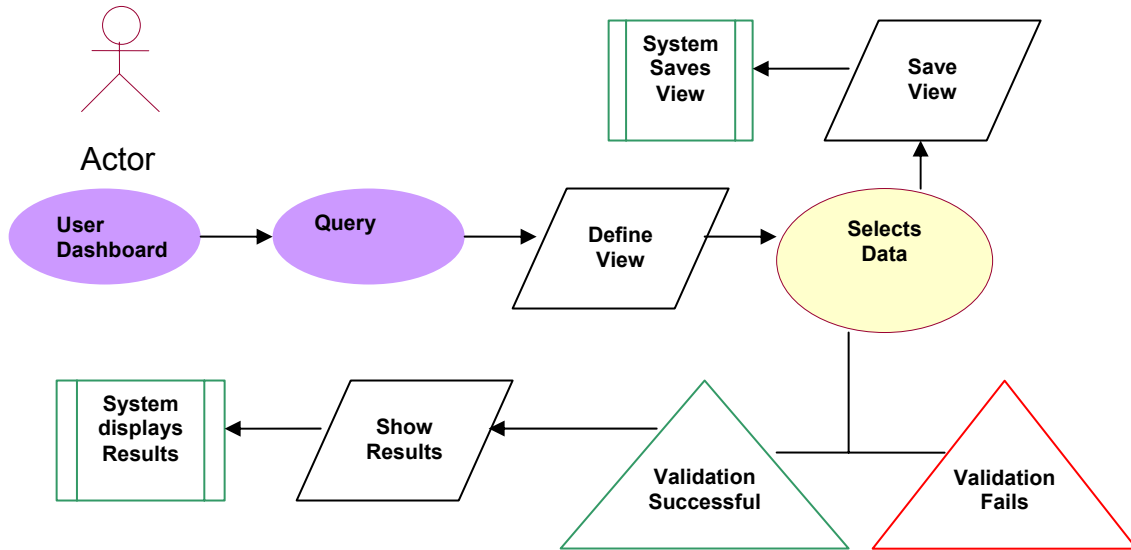 System
Saves
View
Save
View
Actor
User
Dashboard
Query
Define
View
Selects
Data
System
displays
Results
Show
Results
Validation
Successful
Validation
Fails